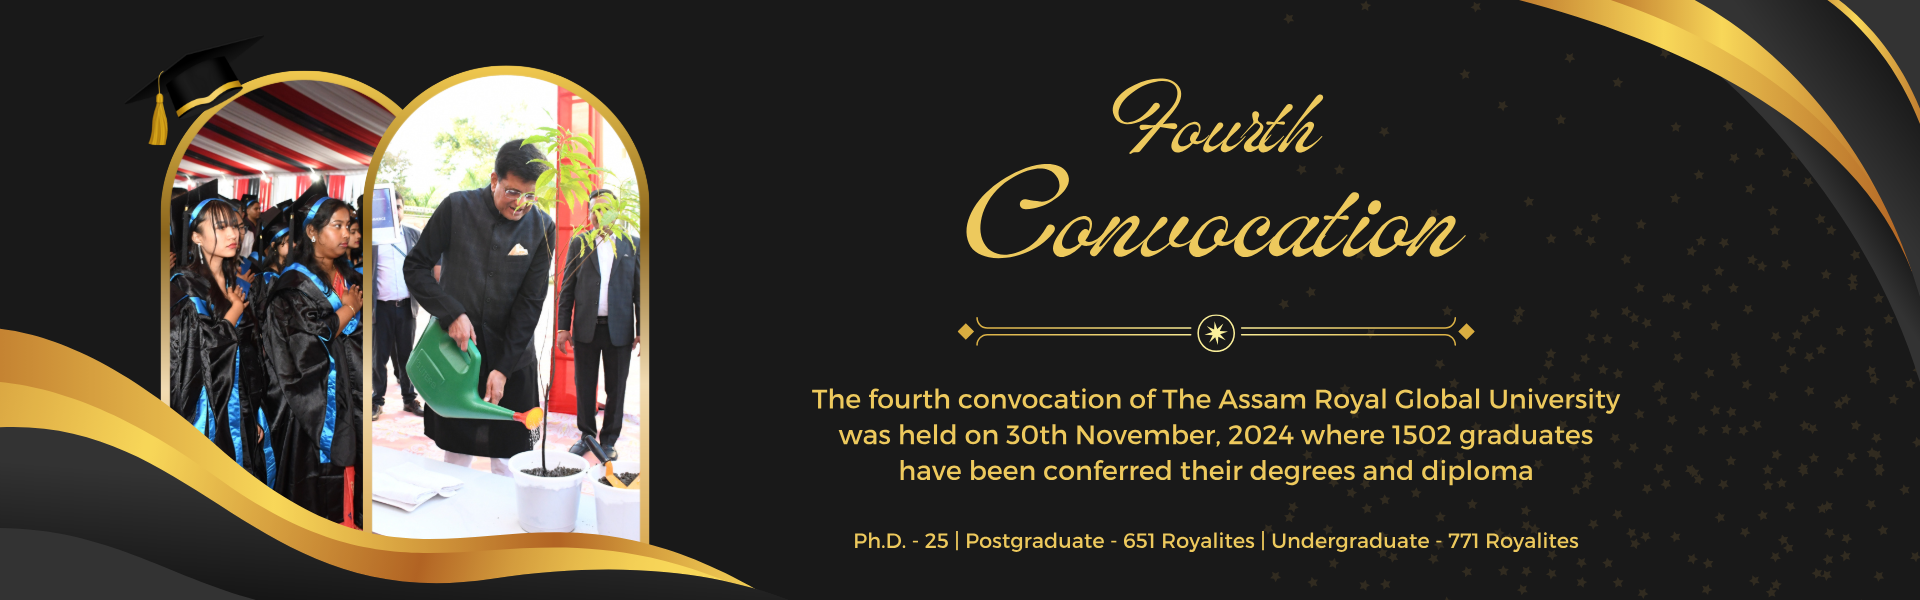 Fourth
Convocation
The fourth convocation of The Assam Royal Global University
was held on 30th November, 2024 where 1502 graduates
have been conferred their degrees and diploma
Ph.D. - 25 | Postgraduate - 651 Royalites | Undergraduate - 771 Royalites